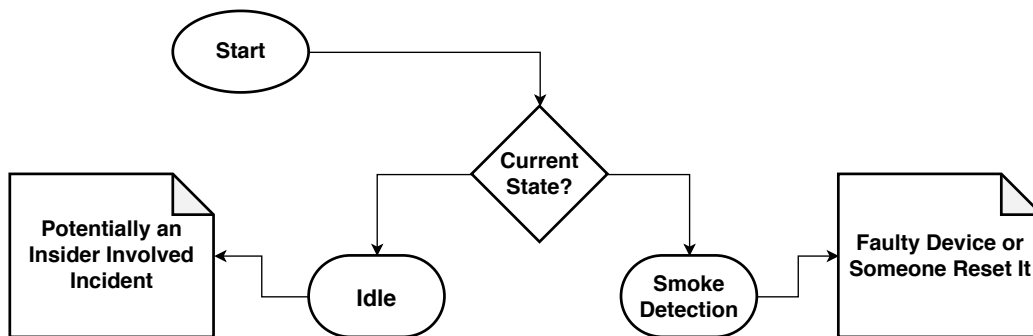 Start
Current
State?
Potentially an
Insider Involved
Incident
Idle
Smoke
Detection
Faulty Device or
Someone Reset It